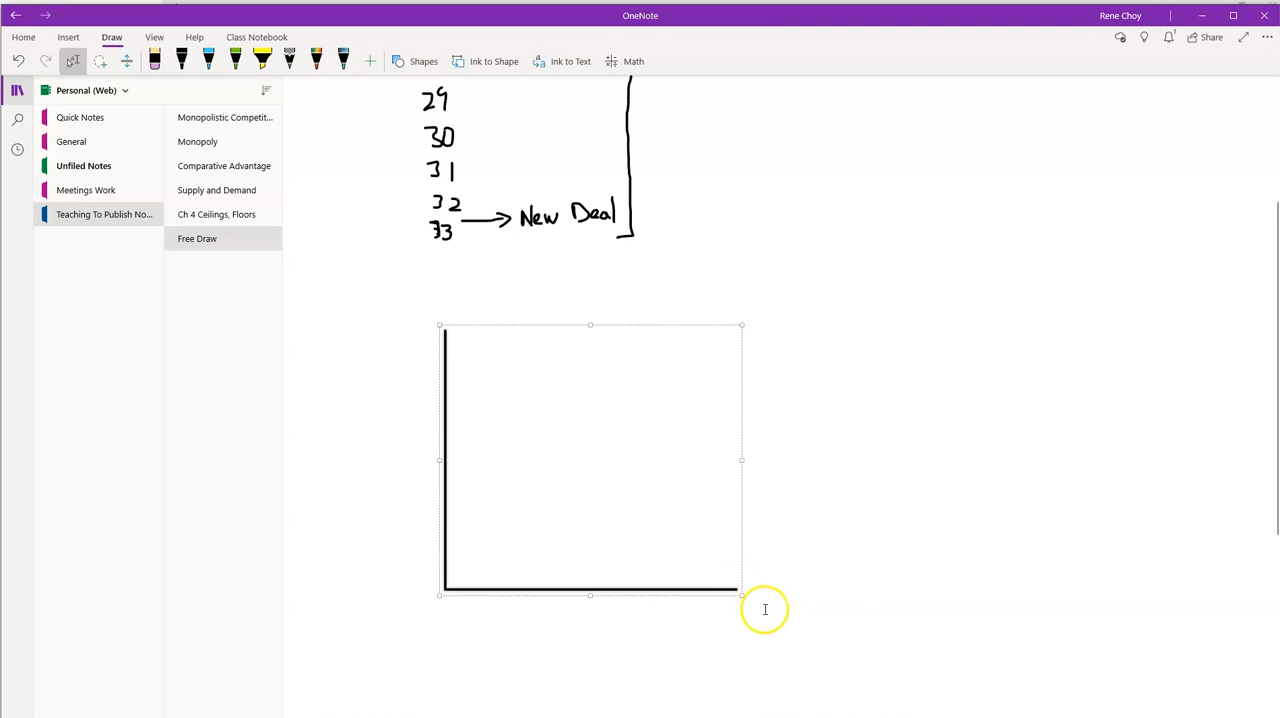 OneNote
Rene Choy
Home Insert Draw View Help Class Notebook
Share
Shapes Ink to Shape Ink to Text Math
Personal (Web)
Quick Notes
General
Unfiled Notes
Meetings Work
Teaching To Publish No...
Monopolistic Competit...
Monopoly
Comparative Advantage
Supply and Demand
Ch 4 Ceilings, Floors
Free Draw
29
30
31
32
33 → New Deal